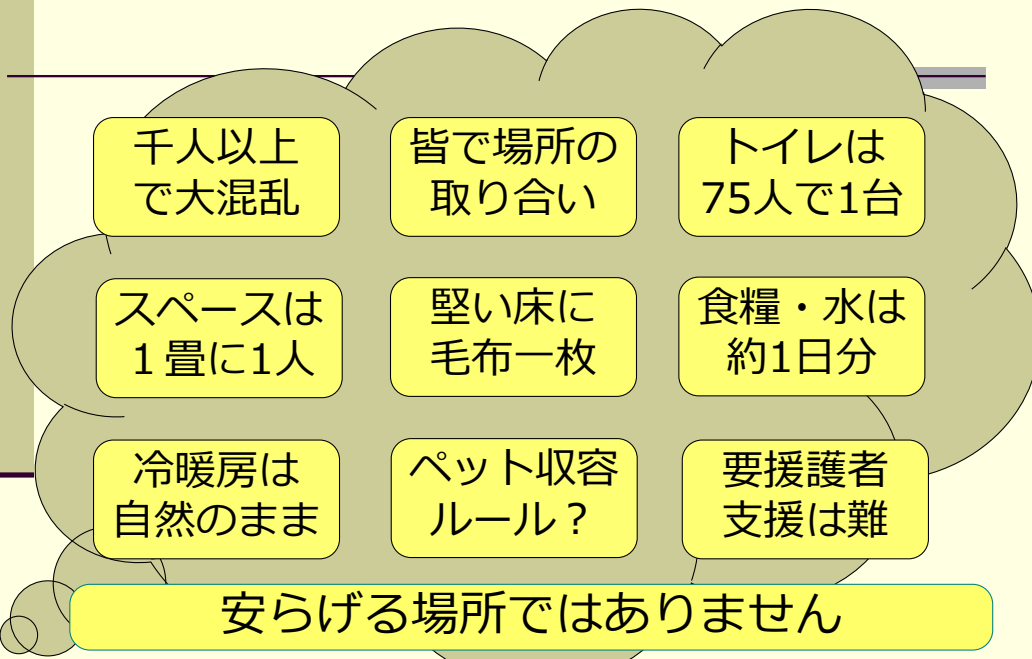 千人以上
で大混乱
皆で場所の
取り合い
トイレは
75人で1台
スペースは
１畳に1人
堅い床に
毛布一枚
食糧・水は
約1日分
冷暖房は
自然のまま
ペット収容
ルール？
要援護者
支援は難
安らげる場所ではありません